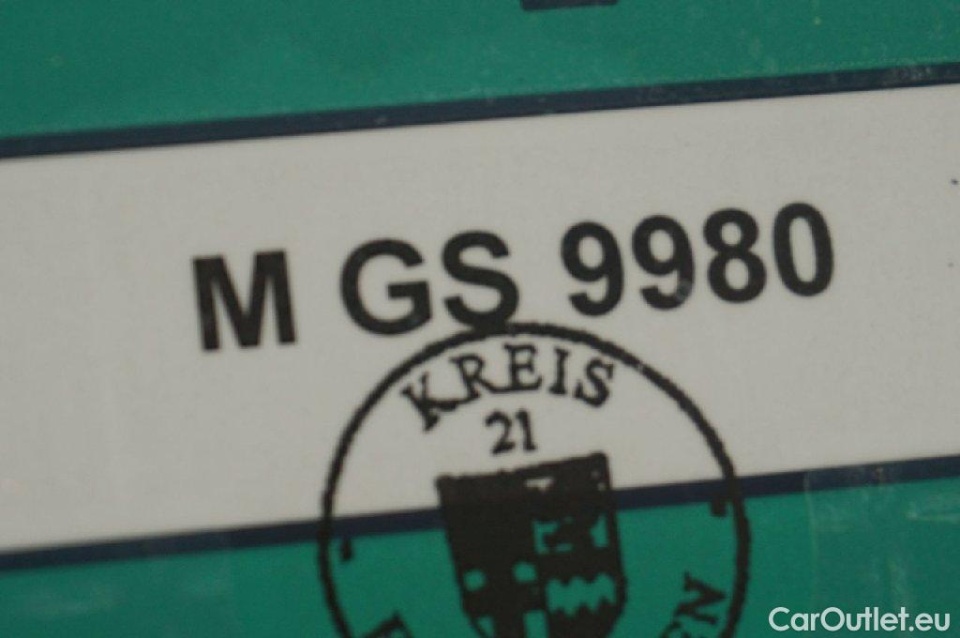 M GS 9980
KREIS
21
CarOutlet.eu